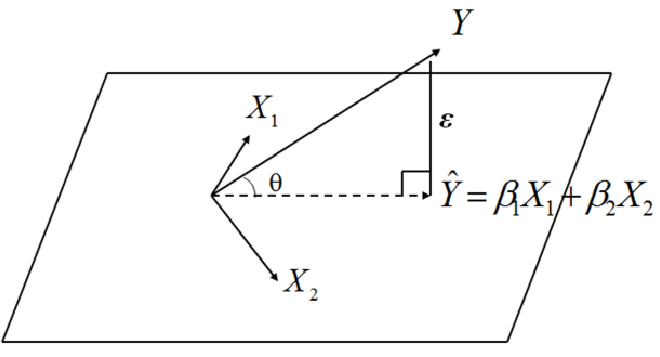 Y
X₁
ε
θ
Ŷ = β₁X₁ + β₂X₂
X₂